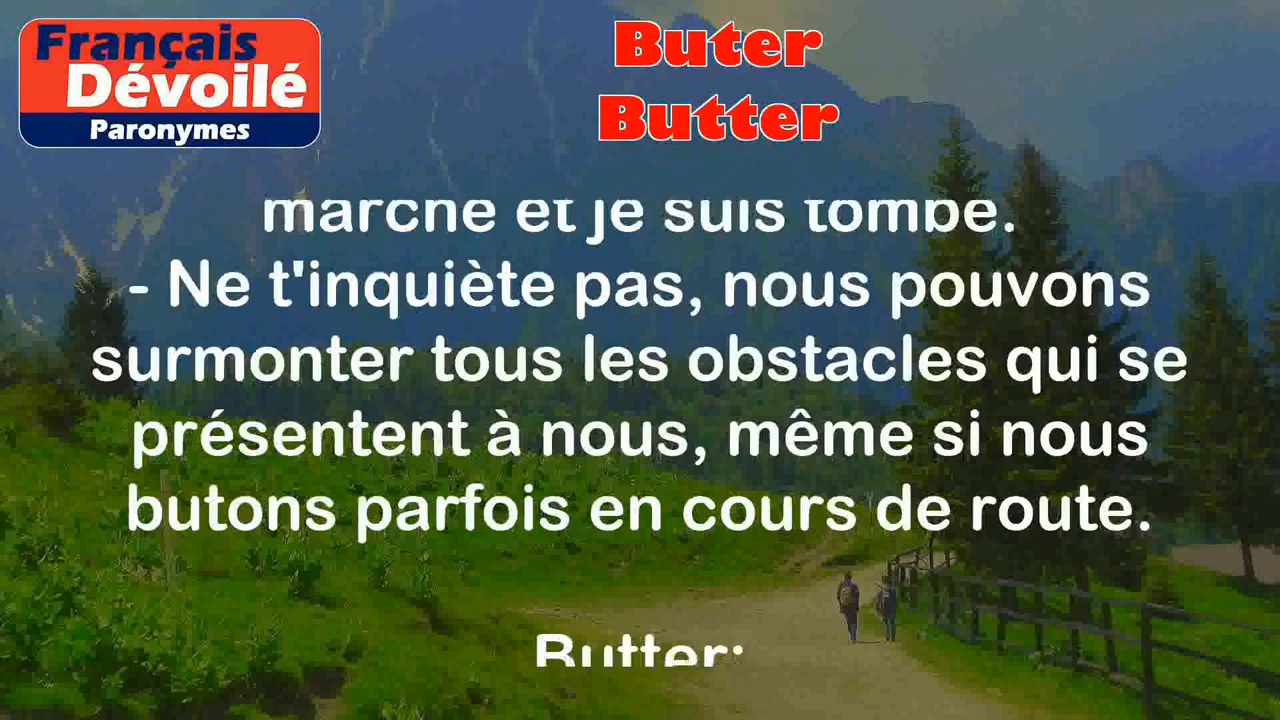 Français
Dévoilé
Paronymes
Buter
Butter
marche et je suis tombé.
- Ne t'inquiète pas, nous pouvons
surmonter tous les obstacles qui se
présentent à nous, même si nous
butons parfois en cours de route.
Butter: